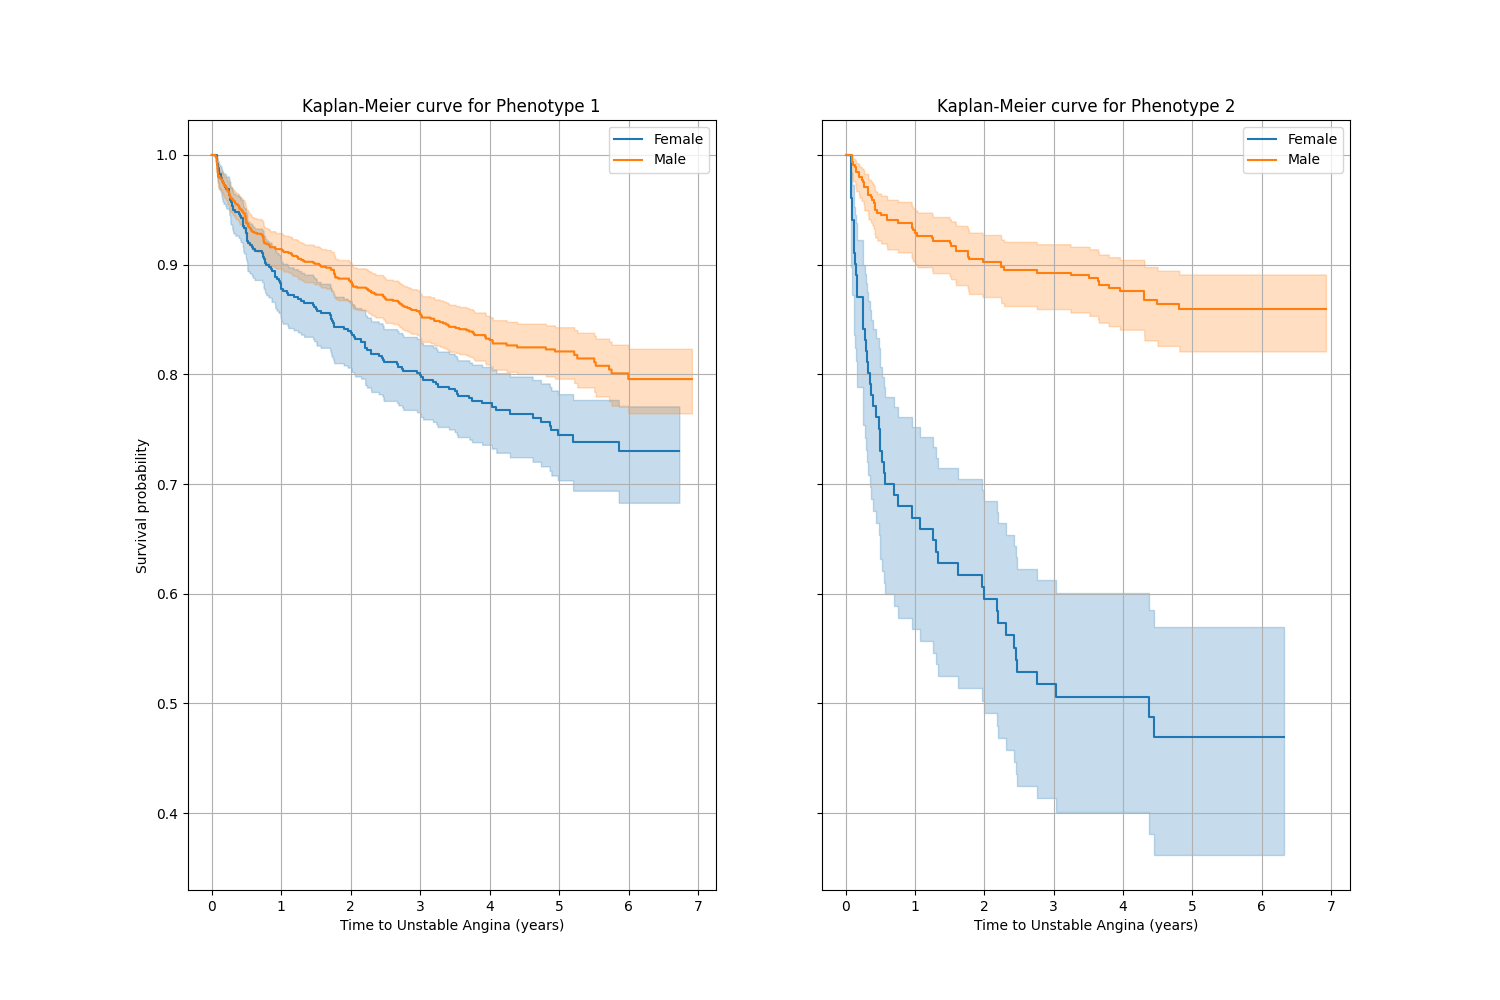 Kaplan-Meier curve for Phenotype 1
Female
Male
1.0
0.9
0.8
0.7
0.6
0.5
0.4
Survival probability
0 1 2 3 4 5 6 7
Time to Unstable Angina (years)
Kaplan-Meier curve for Phenotype 2
Female
Male
0 1 2 3 4 5 6 7
Time to Unstable Angina (years)